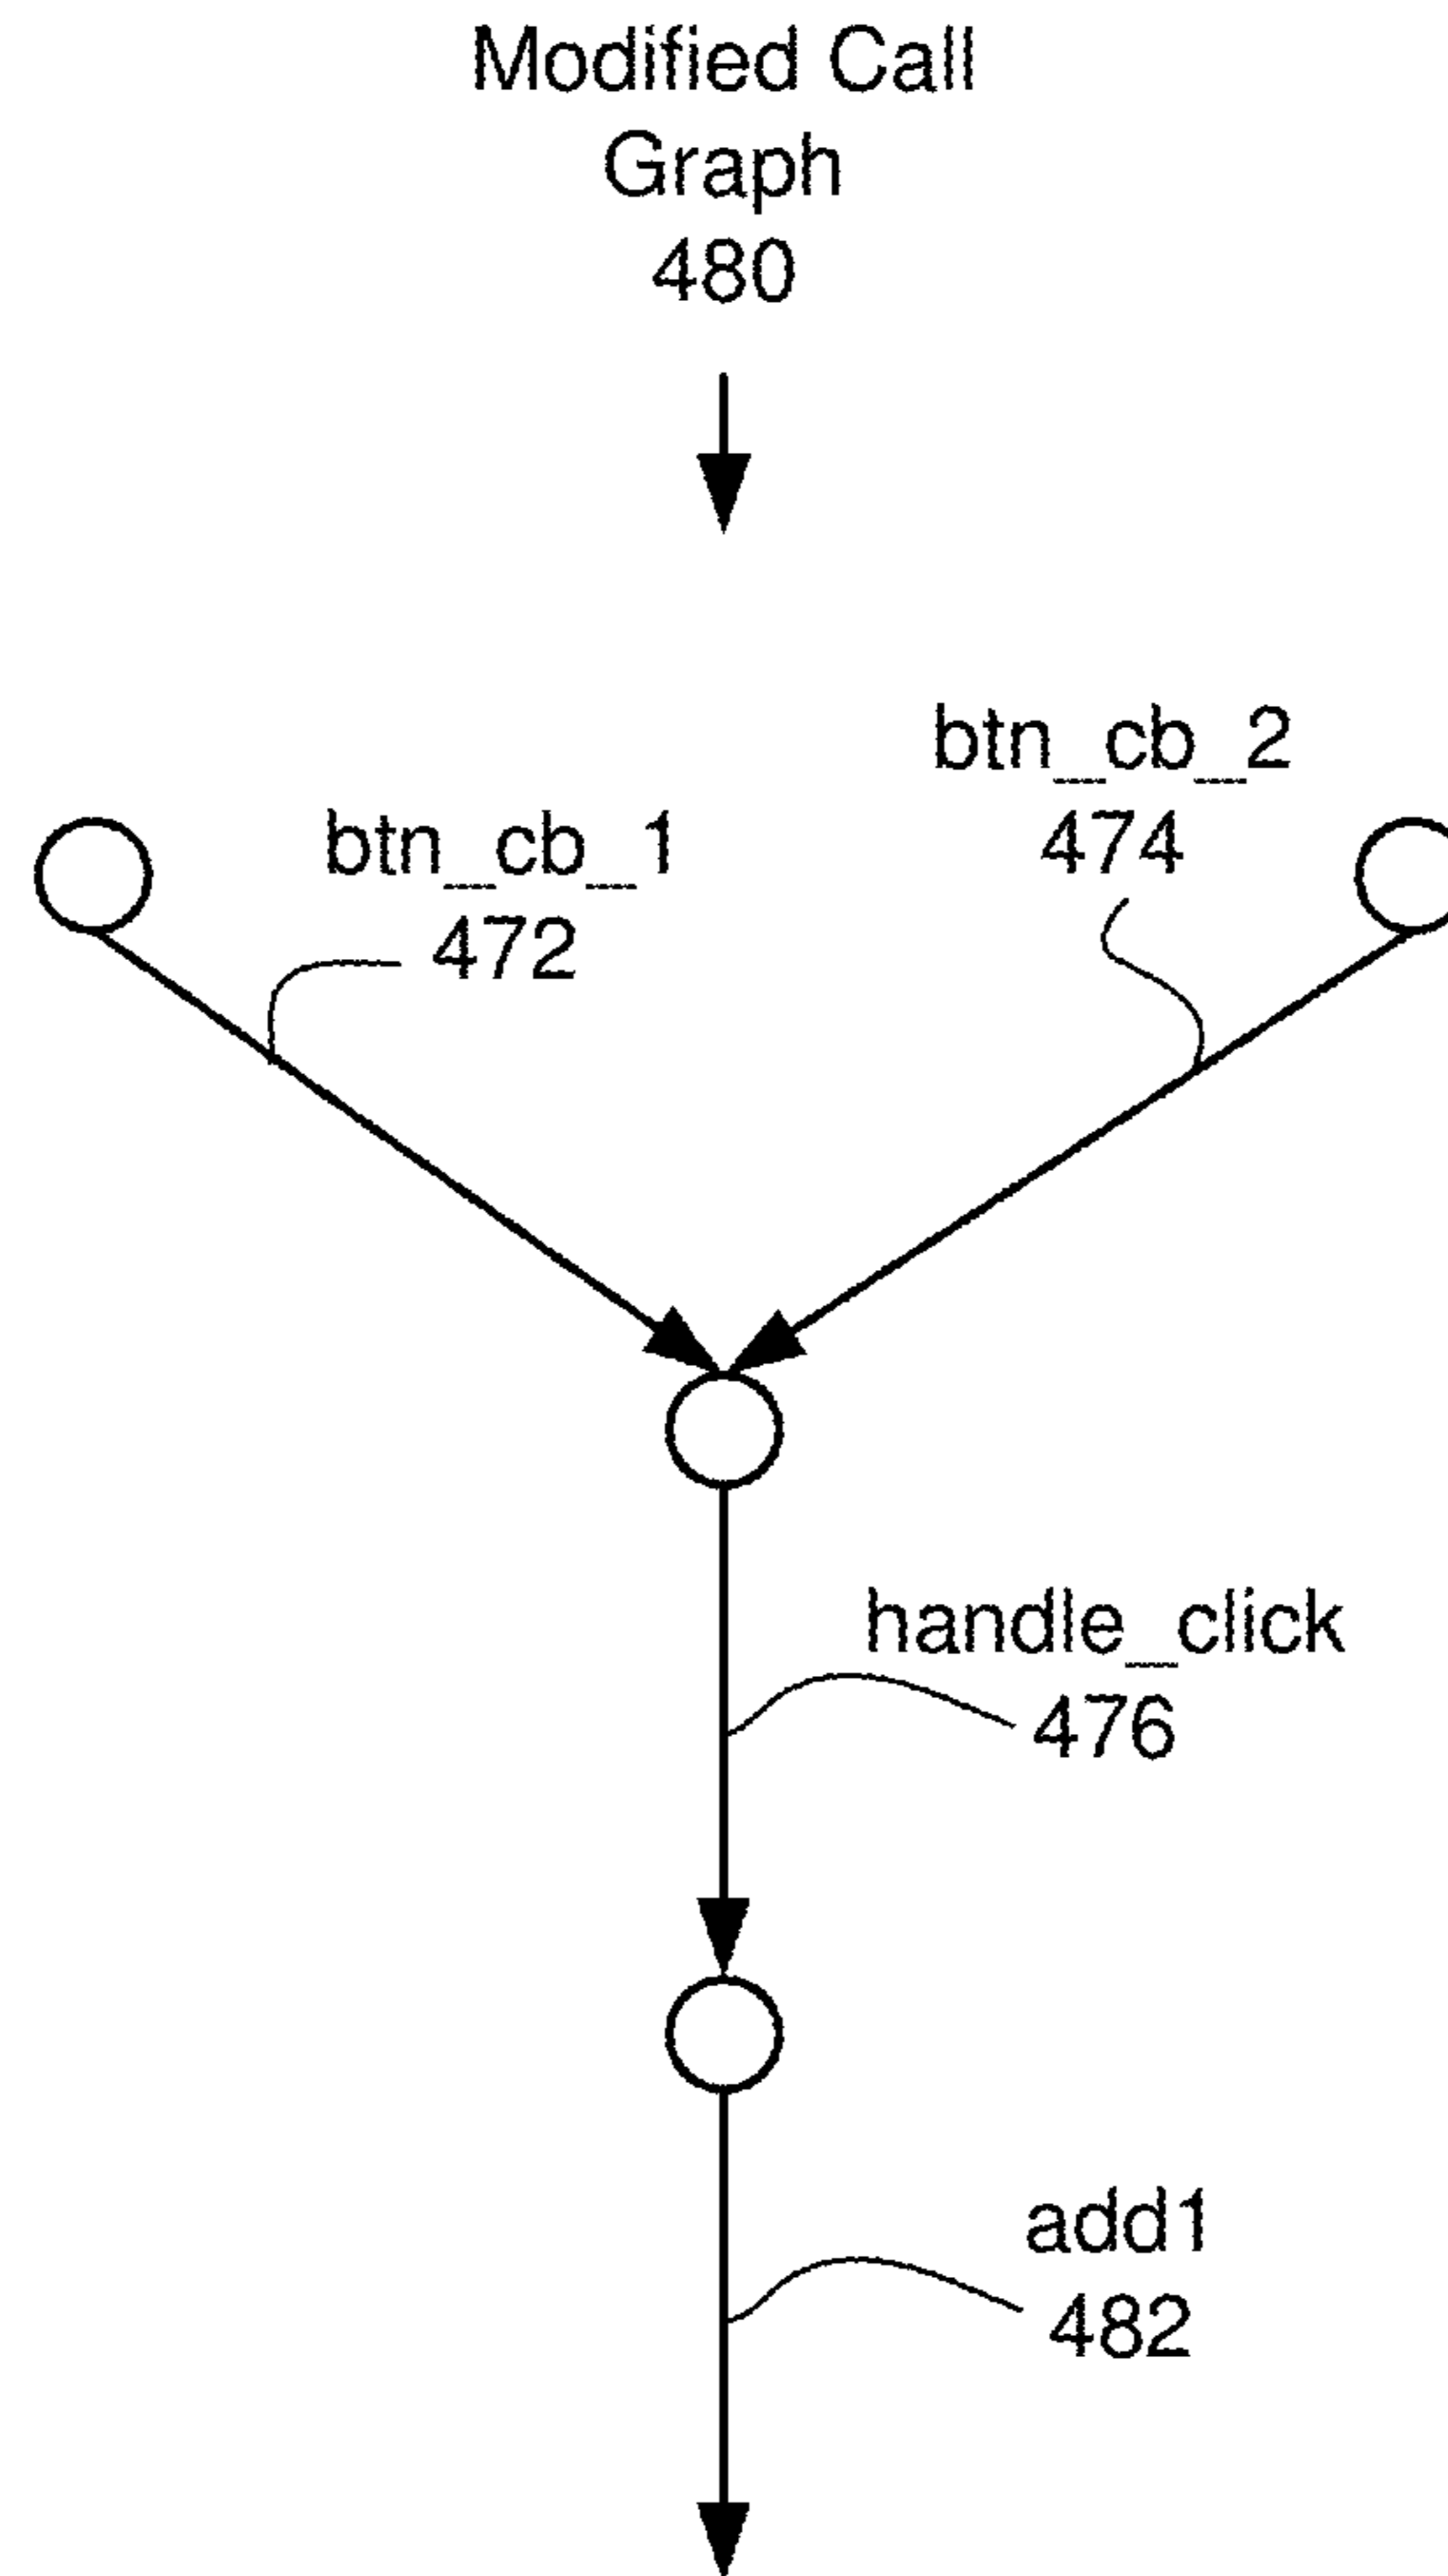 Modified Call
Graph
480
btn_cb_2
474
btn_cb_1
472
handle_click
476
add1
482